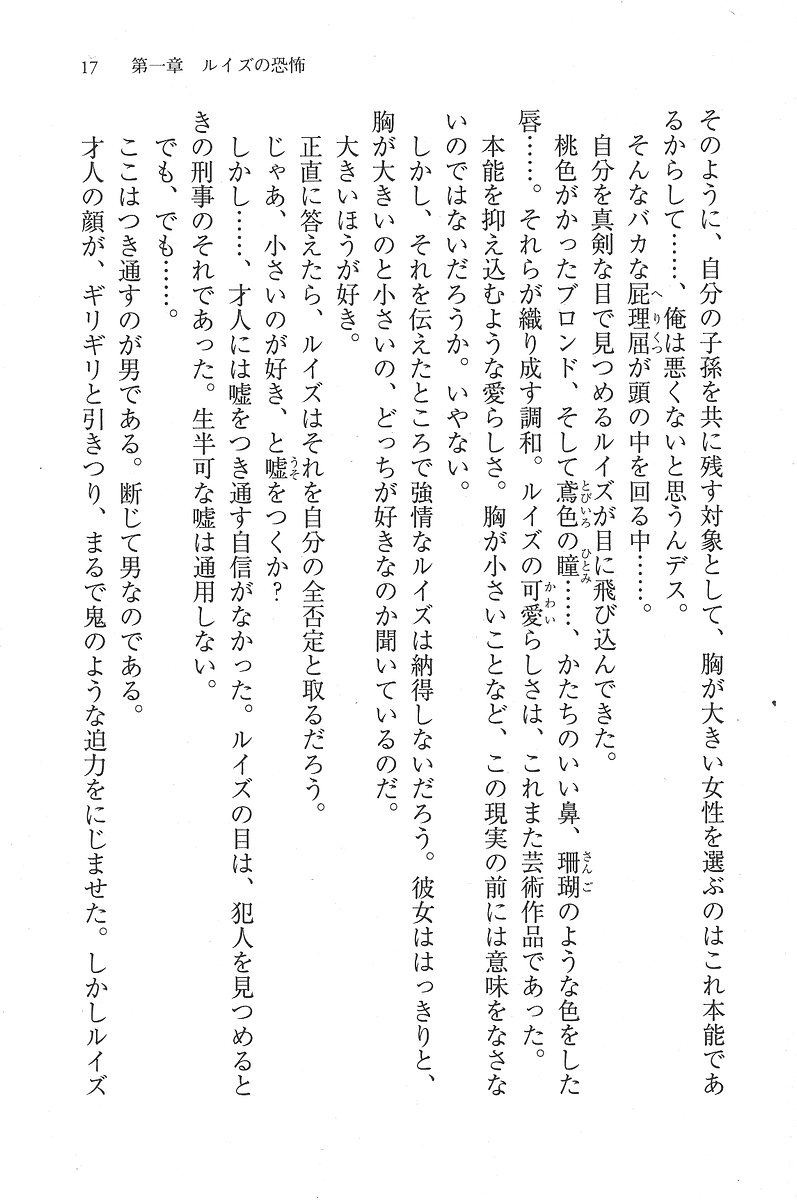 17　第一章　ルイズの恐怖
そのように、自分の子孫を共に残す対象として、胸が大きい女性を選ぶのはこれ本能であ
るからして……、俺は悪くないと思うんデス。
そんなバカな屁理屈が頭の中を回る中……。
自分を真剣な目で見つめるルイズが目に飛び込んできた。
桃色がかったブロンド、そして鳶色の瞳……、かたちのいい鼻、珊瑚のような色をした
唇……。それらが織り成す調和。ルイズの可愛らしさは、これまた芸術作品であった。
本能を抑え込むような愛らしさ。胸が小さいことなど、この現実の前には意味をなさな
いのではないだろうか。いやない。
しかし、それを伝えたところで強情なルイズは納得しないだろう。彼女ははっきりと、
胸が大きいのと小さいの、どっちが好きなのか聞いているのだ。
大きいほうが好き。
正直に答えたら、ルイズはそれを自分の全否定と取るだろう。
じゃあ、小さいのが好き、と嘘をつくか?
しかし……、才人には嘘をつき通す自信がなかった。ルイズの目は、犯人を見つめると
きの刑事のそれであった。生半可な嘘は通用しない。
でも、でも……。
ここはつき通すのが男である。断じて男なのである。
才人の顔が、ギリギリと引きつり、まるで鬼のような迫力をにじませた。しかしルイズ